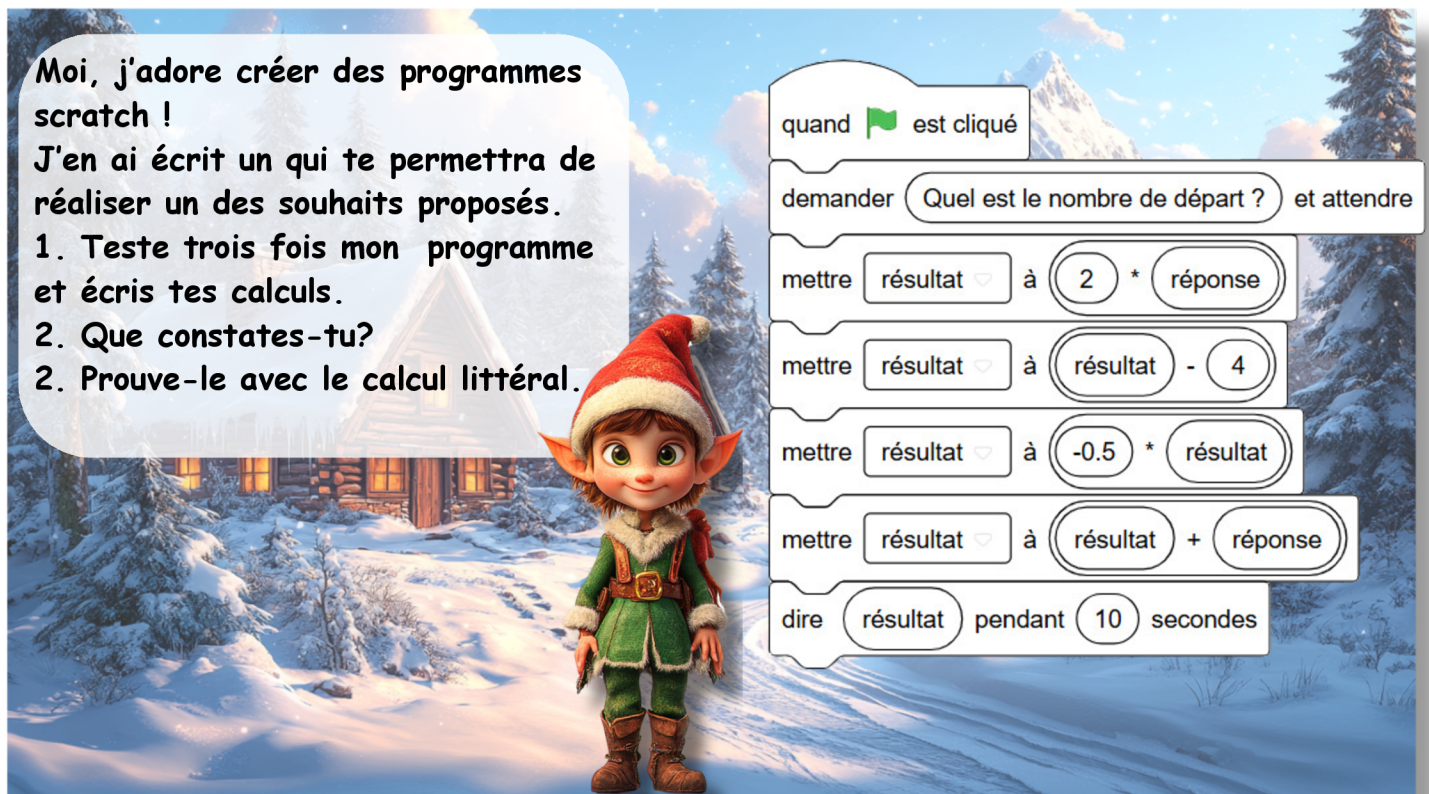 Moi, j'adore créer des programmes
scratch !
J'en ai écrit un qui te permettra de
réaliser un des souhaits proposés.
1. Teste trois fois mon programme
et écris tes calculs.
2. Que constates-tu?
2. Prouve-le avec le calcul littéral.
quand est cliqué
demander Quel est le nombre de départ ? et attendre
mettre résultat à 2 * réponse
mettre résultat à résultat - 4
mettre résultat à -0.5 * résultat
mettre résultat à résultat + réponse
dire résultat pendant 10 secondes